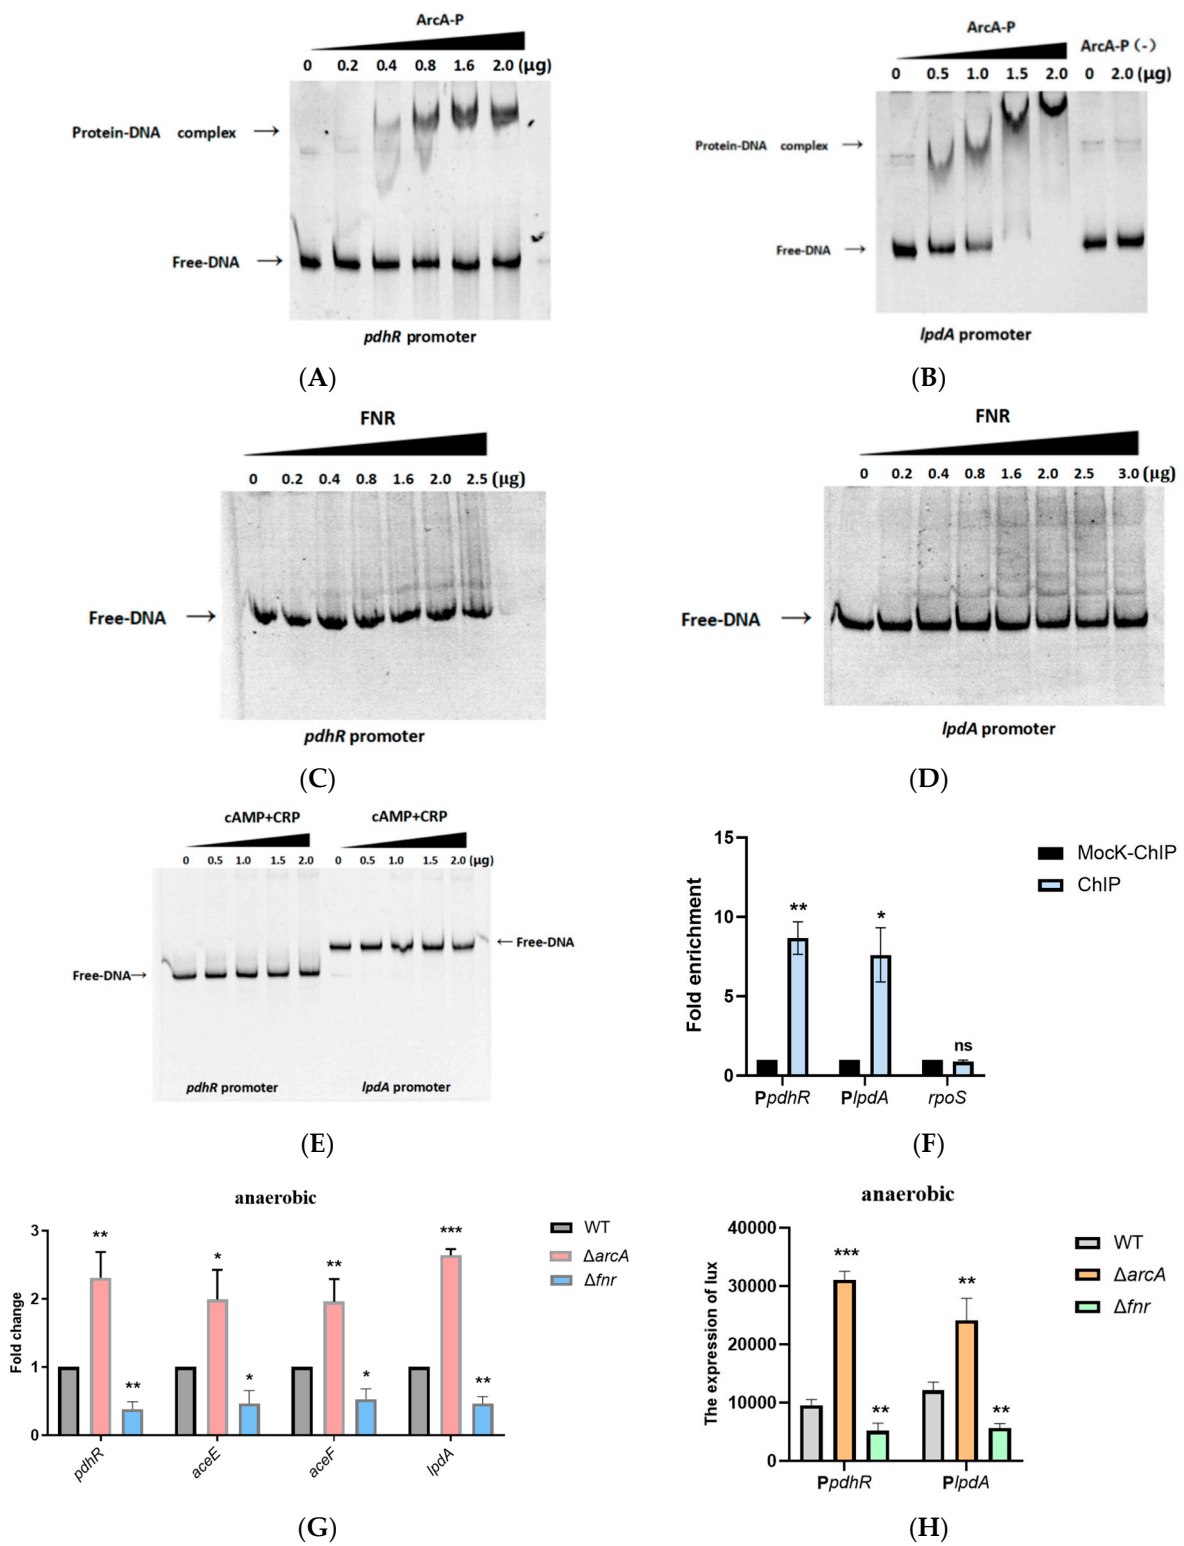 ArcA-P
0 0.2 0.4 0.8 1.6 2.0 (μg)
Protein-DNA complex →
Free-DNA →
pdhR promoter
(A)
ArcA-P
ArcA-P (-)
0 0.5 1.0 1.5 2.0 0 2.0 (μg)
Protein-DNA complex →
Free-DNA →
lpdA promoter
(B)
FNR
0 0.2 0.4 0.8 1.6 2.0 2.5 (μg)
Free-DNA →
pdhR promoter
(C)
FNR
0 0.2 0.4 0.8 1.6 2.0 2.5 3.0 (μg)
Free-DNA →
lpdA promoter
(D)
cAMP+CRP cAMP+CRP
0 0.5 1.0 1.5 2.0 0 0.5 1.0 1.5 2.0 (μg)
← Free-DNA
Free-DNA→
pdhR promoter lpdA promoter
(E)
Fold enrichment
15
10
5
0
** * ns
PpdhR PlpdA rpoS
MocK-ChIP
ChIP
(F)
anaerobic
Fold change
3
2
1
0
** ** * * ** * *** **
pdhR aceE aceF lpdA
WT
ΔarcA
Δfnr
(G)
anaerobic
The expression of lux
40000
30000
20000
10000
0
*** ** ** **
PpdhR PlpdA
WT
ΔarcA
Δfnr
(H)